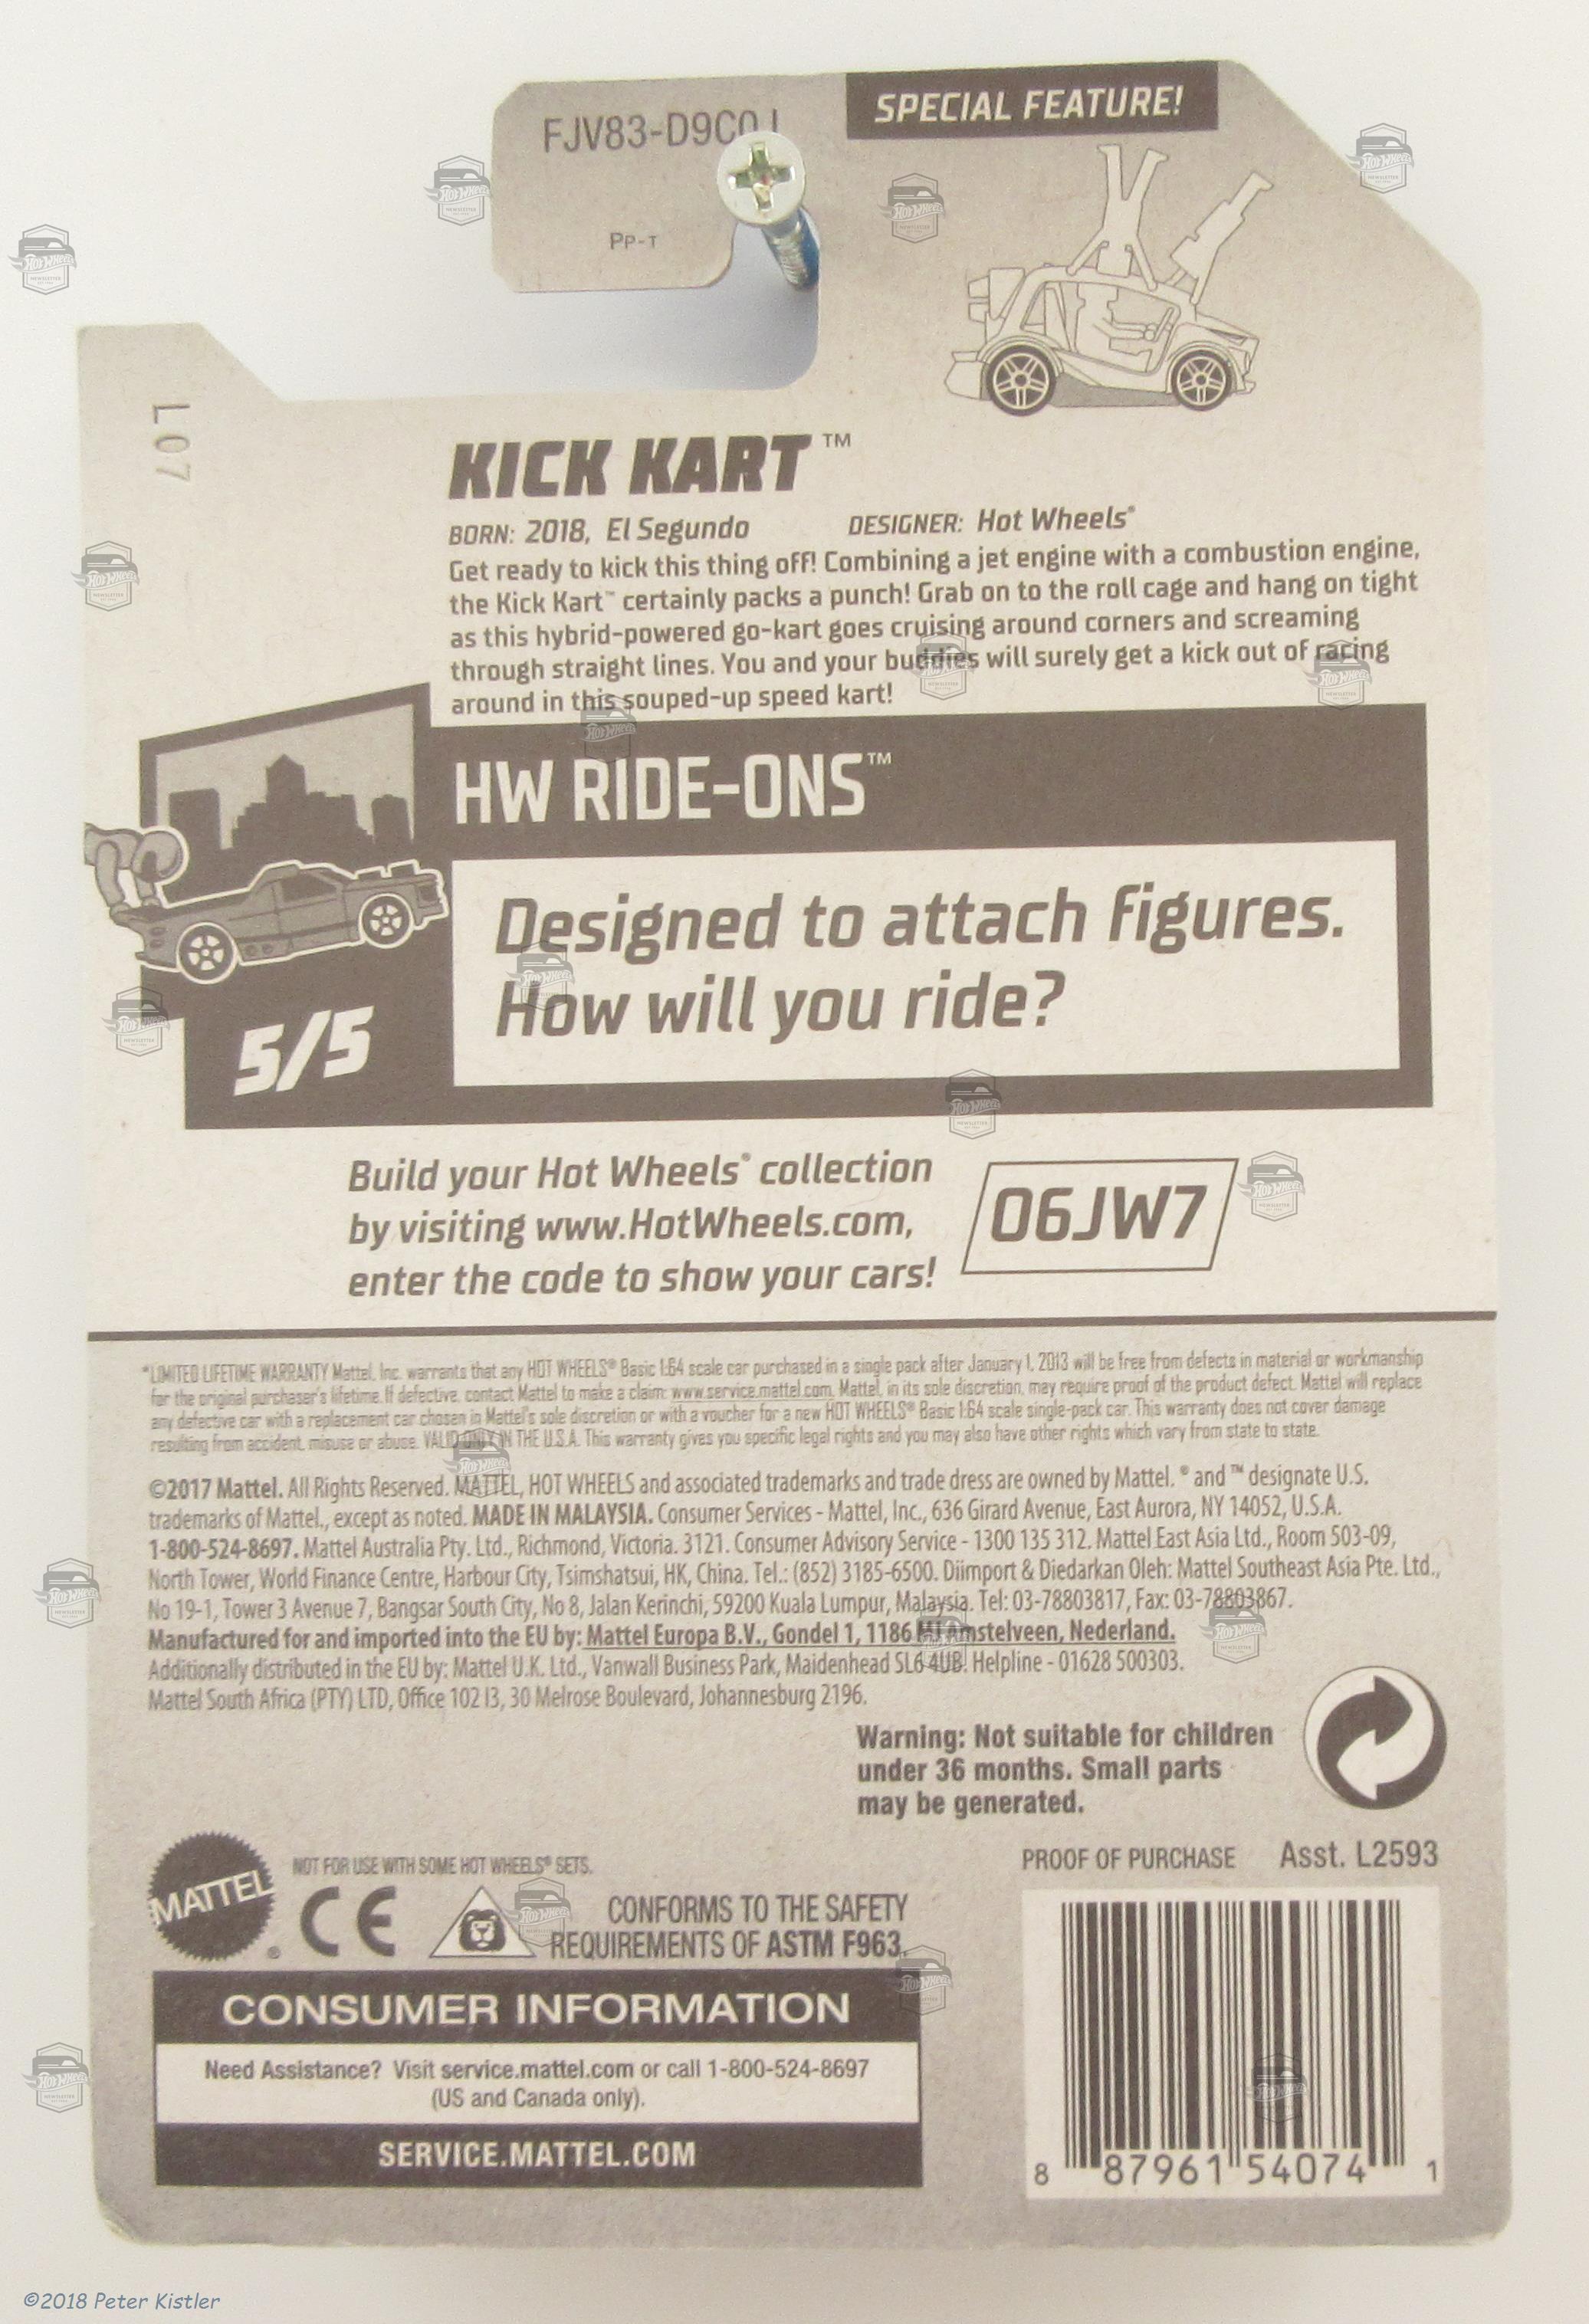 SPECIAL FEATURE!
FJV83-D9C0
PP-T
L07
KICK KART™
BORN: 2018, El Segundo DESIGNER: Hot Wheels®
Get ready to kick this thing off! Combining a jet engine with a combustion engine,
the Kick Kart™ certainly packs a punch! Grab on to the roll cage and hang on tight
as this hybrid-powered go-kart goes cruising around corners and screaming
through straight lines. You and your buddies will surely get a kick out of racing
around in this souped-up speed kart!
HW RIDE-ONS™
Designed to attach figures.
How will you ride?
5/5
Build your Hot Wheels® collection
by visiting www.HotWheels.com,
enter the code to show your cars!
06JW7
*LIMITED LIFETIME WARRANTY Mattel, Inc. warrants that any HOT WHEELS® Basic 1:64 scale car purchased in a single pack after January 1, 2013 will be free from defects in material or workmanship
for the original purchaser's lifetime. If defective, contact Mattel to make a claim: www.service.mattel.com. Mattel, in its sole discretion, may require proof of the product defect. Mattel will replace
any defective car with a replacement car chosen in Mattel's sole discretion or with a voucher for a new HOT WHEELS® Basic 1:64 scale single-pack car. This warranty does not cover damage
resulting from accident, misuse or abuse. VALID ONLY IN THE U.S.A. This warranty gives you specific legal rights and you may also have other rights which vary from state to state.
©2017 Mattel. All Rights Reserved. MATTEL, HOT WHEELS and associated trademarks and trade dress are owned by Mattel. ® and ™ designate U.S.
trademarks of Mattel., except as noted. MADE IN MALAYSIA. Consumer Services - Mattel, Inc., 636 Girard Avenue, East Aurora, NY 14052, U.S.A.
1-800-524-8697. Mattel Australia Pty. Ltd., Richmond, Victoria. 3121. Consumer Advisory Service - 1300 135 312. Mattel East Asia Ltd., Room 503-09,
North Tower, World Finance Centre, Harbour City, Tsimshatsui, HK, China. Tel.: (852) 3185-6500. Diimport & Diedarkan Oleh: Mattel Southeast Asia Pte. Ltd.,
No 19-1, Tower 3 Avenue 7, Bangsar South City, No 8, Jalan Kerinchi, 59200 Kuala Lumpur, Malaysia. Tel: 03-78803817, Fax: 03-78803867.
Manufactured for and imported into the EU by: Mattel Europa B.V., Gondel 1, 1186 MJ Amstelveen, Nederland.
Additionally distributed in the EU by: Mattel U.K. Ltd., Vanwall Business Park, Maidenhead SL6 4UB. Helpline - 01628 500303.
Mattel South Africa (PTY) LTD, Office 102 I3, 30 Melrose Boulevard, Johannesburg 2196.
Warning: Not suitable for children
under 36 months. Small parts
may be generated.
PROOF OF PURCHASE Asst. L2593
MATTEL®
NOT FOR USE WITH SOME HOT WHEELS® SETS.
CE
CONFORMS TO THE SAFETY
REQUIREMENTS OF ASTM F963.
CONSUMER INFORMATION
Need Assistance? Visit service.mattel.com or call 1-800-524-8697
(US and Canada only).
SERVICE.MATTEL.COM
8 87961 54074 1
©2018 Peter Kistler